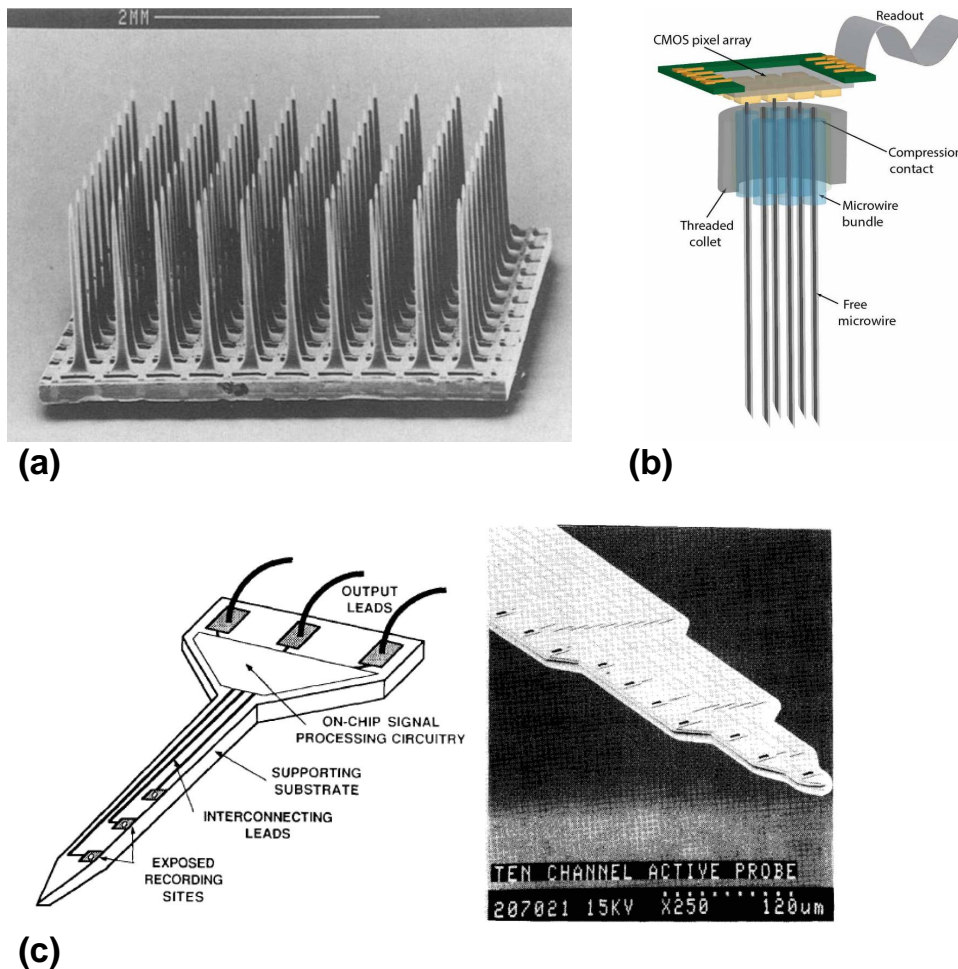 2MM
(a)
Readout
CMOS pixel array
Compression
contact
Microwire
bundle
Threaded
collet
Free
microwire
(b)
OUTPUT
LEADS
ON-CHIP SIGNAL
PROCESSING CIRCUITRY
SUPPORTING
SUBSTRATE
INTERCONNECTING
LEADS
EXPOSED
RECORDING
SITES
TEN CHANNEL ACTIVE PROBE
207021 15KV X250 120um
(c)